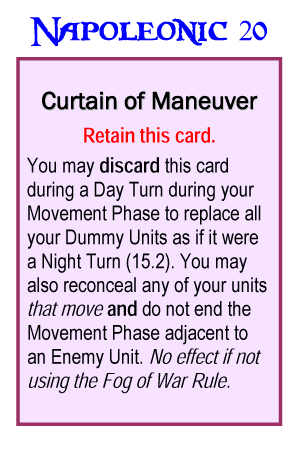 Napoleonic 20
Curtain of Maneuver
Retain this card.
You may discard this card
during a Day Turn during your
Movement Phase to replace all
your Dummy Units as if it were
a Night Turn (15.2). You may
also reconceal any of your units
that move and do not end the
Movement Phase adjacent to
an Enemy Unit. No effect if not
using the Fog of War Rule.